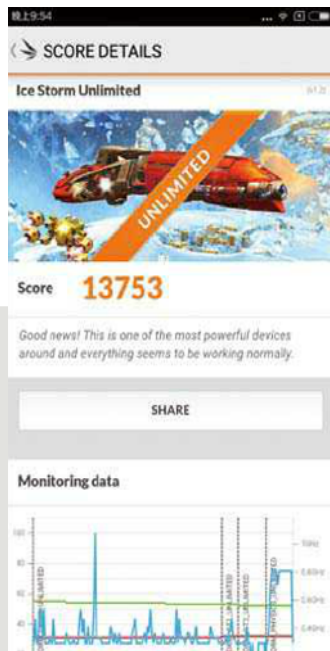 晚上9:54
SCORE DETAILS
Ice Storm Unlimited
UNLIMITED
Score 13753
Good news! This is one of the most powerful devices
around and everything seems to be working normally.
SHARE
Monitoring data
100
80
60
40